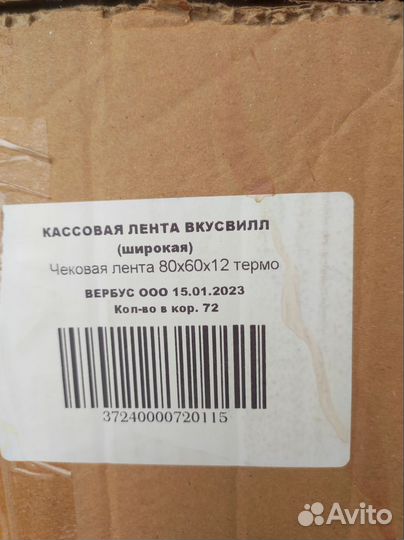 КАССОВАЯ ЛЕНТА ВКУСВИЛЛ
(широкая)
Чековая лента 80х60х12 термо
ВЕРБУС ООО 15.01.2023
Кол-во в кор. 72
37240000720115
Avito